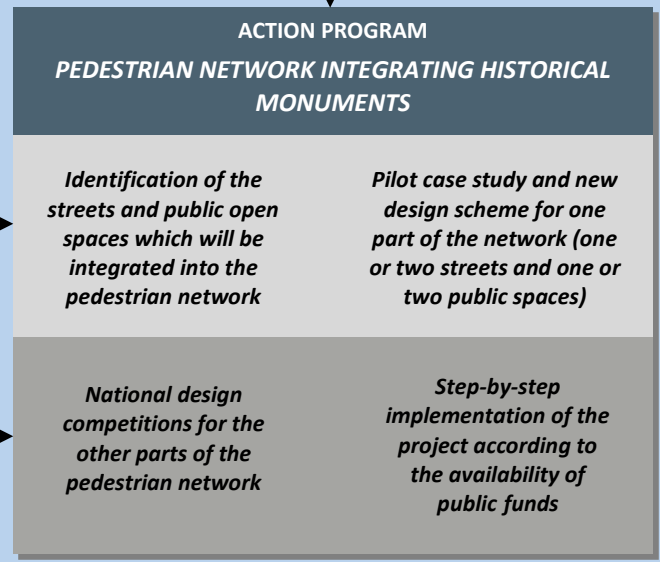 ACTION PROGRAM
PEDESTRIAN NETWORK INTEGRATING HISTORICAL
MONUMENTS
Identification of the
streets and public open
spaces which will be
integrated into the
pedestrian network
Pilot case study and new
design scheme for one
part of the network (one
or two streets and one or
two public spaces)
National design
competitions for the
other parts of the
pedestrian network
Step-by-step
implementation of the
project according to
the availability of
public funds